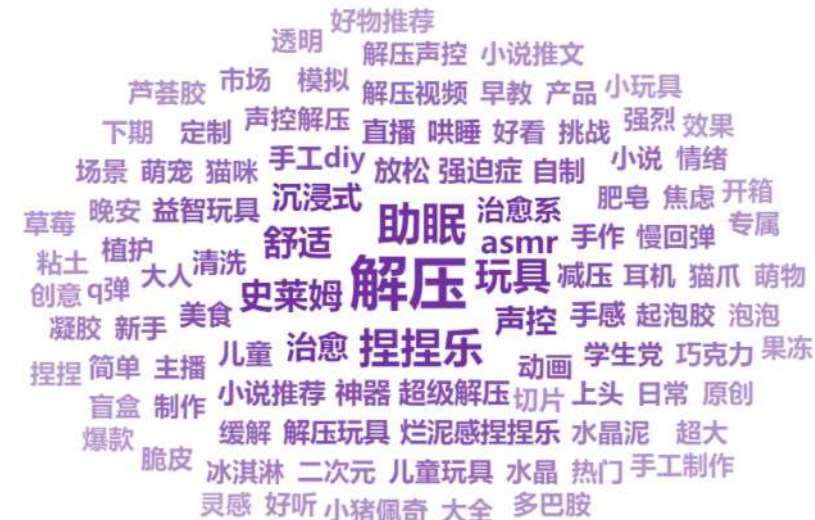 好物推荐
透明 解压声控 小说推文
芦荟胶 市场 模拟 解压视频 早教 产品 小玩具
下期 定制 声控解压 直播 哄睡 好看 挑战 强烈 效果
场景 萌宠 猫咪 手工diy 放松 强迫症 自制 小说 情绪
草莓 晚安 益智玩具 沉浸式 助眠 治愈系 肥皂 焦虑 开箱
粘土 植护 舒适 asmr 手作 慢回弹 专属
创意 q弹 大人 清洗 史莱姆 解压 玩具 减压 耳机 猫爪 萌物
凝胶 新手 美食 声控 手感 起泡胶 泡泡
捏捏 简单 主播 儿童 治愈 捏捏乐 动画 学生党 巧克力 果冻
盲盒 制作 小说推荐 神器 超级解压 切片 上头 日常 原创
爆款 缓解 解压玩具 烂泥感捏捏乐 水晶泥 超大
脆皮 冰淇淋 二次元 儿童玩具 水晶 热门 手工制作
灵感 好听 小猪佩奇 大全 多巴胺